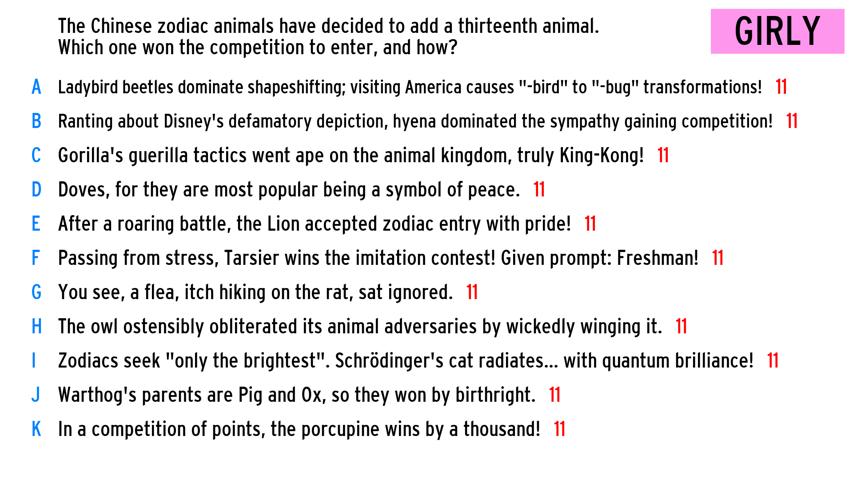 The Chinese zodiac animals have decided to add a thirteenth animal.
Which one won the competition to enter, and how?
GIRLY
A Ladybird beetles dominate shapeshifting; visiting America causes "-bird" to "-bug" transformations! 11
B Ranting about Disney's defamatory depiction, hyena dominated the sympathy gaining competition! 11
C Gorilla's guerilla tactics went ape on the animal kingdom, truly King-Kong! 11
D Doves, for they are most popular being a symbol of peace. 11
E After a roaring battle, the Lion accepted zodiac entry with pride! 11
F Passing from stress, Tarsier wins the imitation contest! Given prompt: Freshman! 11
G You see, a flea, itch hiking on the rat, sat ignored. 11
H The owl ostensibly obliterated its animal adversaries by wickedly winging it. 11
I Zodiacs seek "only the brightest". Schrödinger's cat radiates... with quantum brilliance! 11
J Warthog's parents are Pig and Ox, so they won by birthright. 11
K In a competition of points, the porcupine wins by a thousand! 11